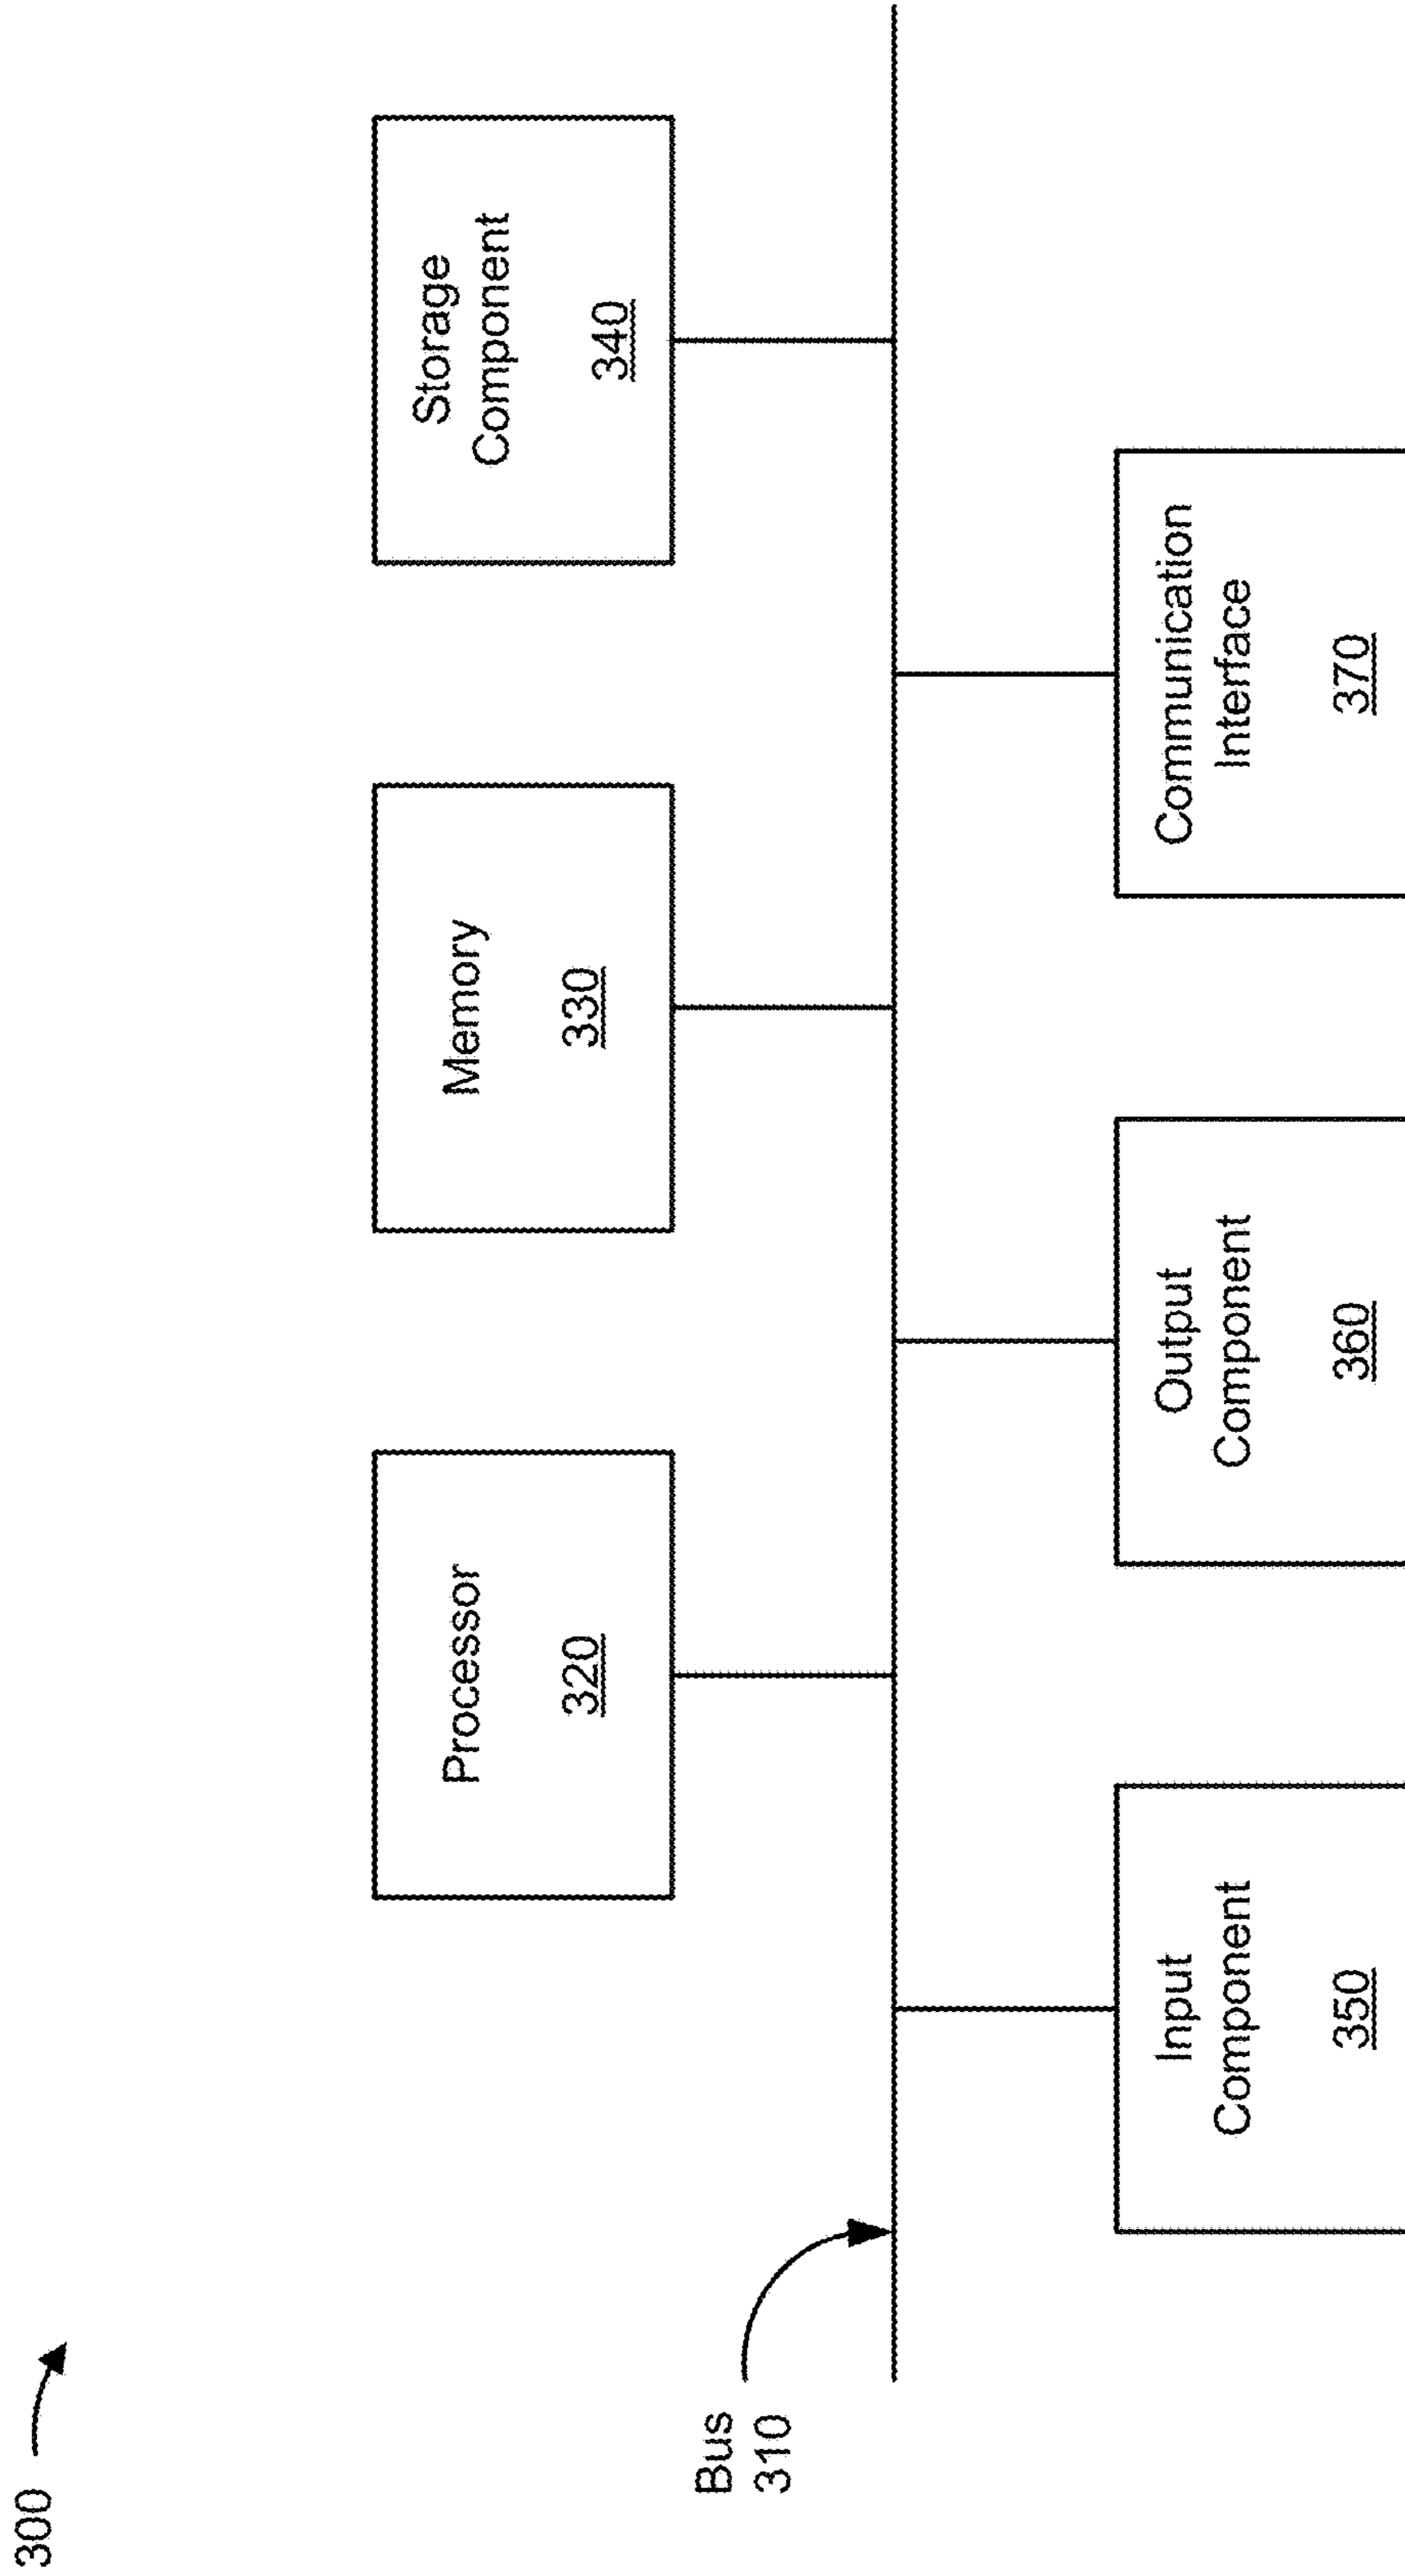 300
Bus
310
Processor
320
Memory
330
Storage
Component
340
Input
Component
350
Output
Component
360
Communication
Interface
370